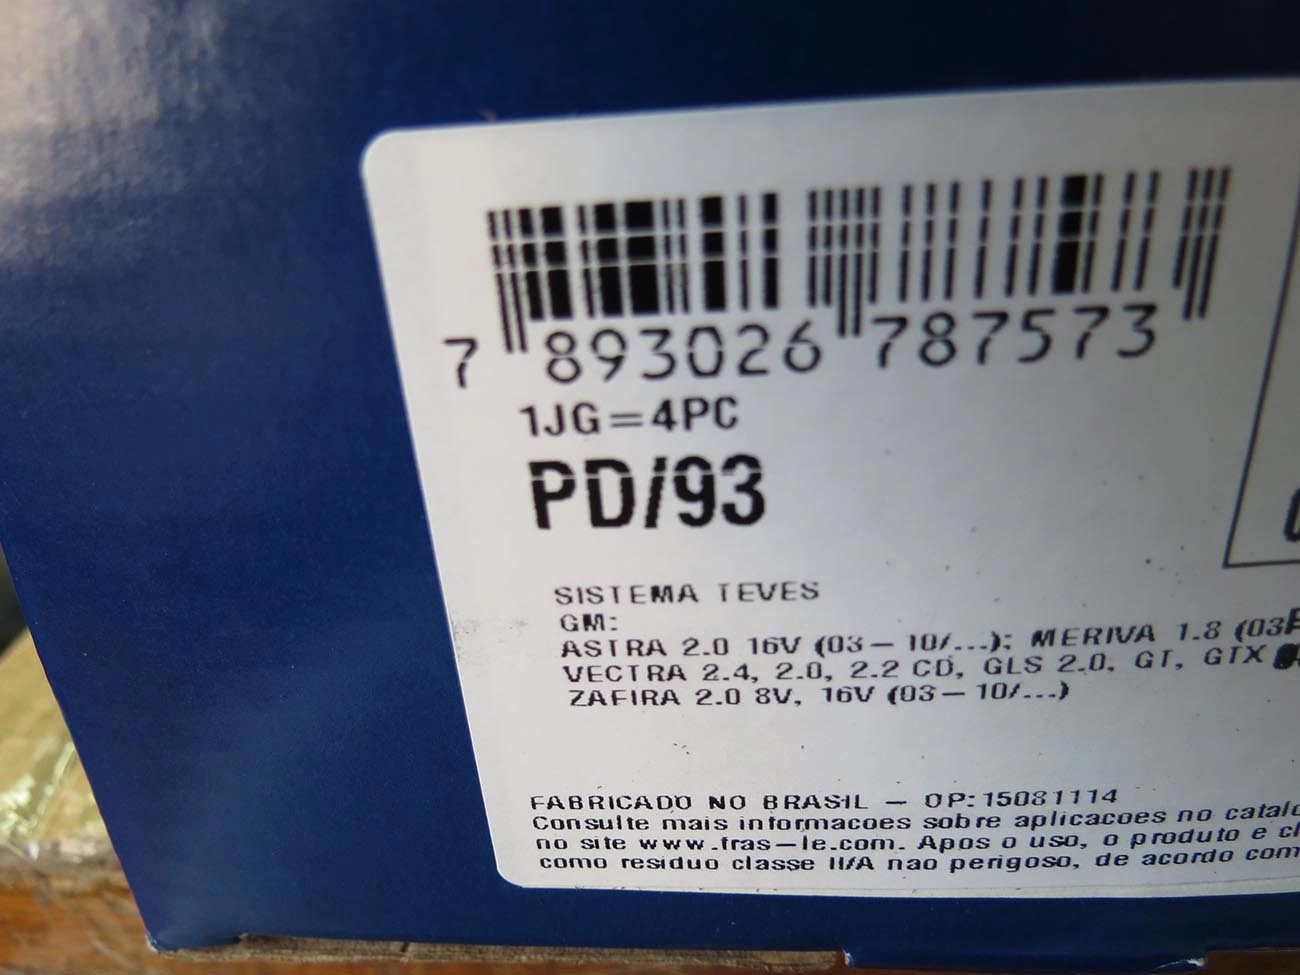 7 893026 787573
1JG=4PC
PD/93
SISTEMA TEVES
GM:
ASTRA 2.0 16V (03-10/...); MERIVA 1.8 (03
VECTRA 2.4, 2.0, 2.2 CD, GLS 2.0, GT, GTX
ZAFIRA 2.0 8V, 16V (03-10/...)
FABRICADO NO BRASIL - OP:15081114
Consulte mais informacoes sobre aplicacoes no
no site www.fras-le.com. Apos o uso, o produto e
como residuo classe II/A nao perigoso, de acordo com